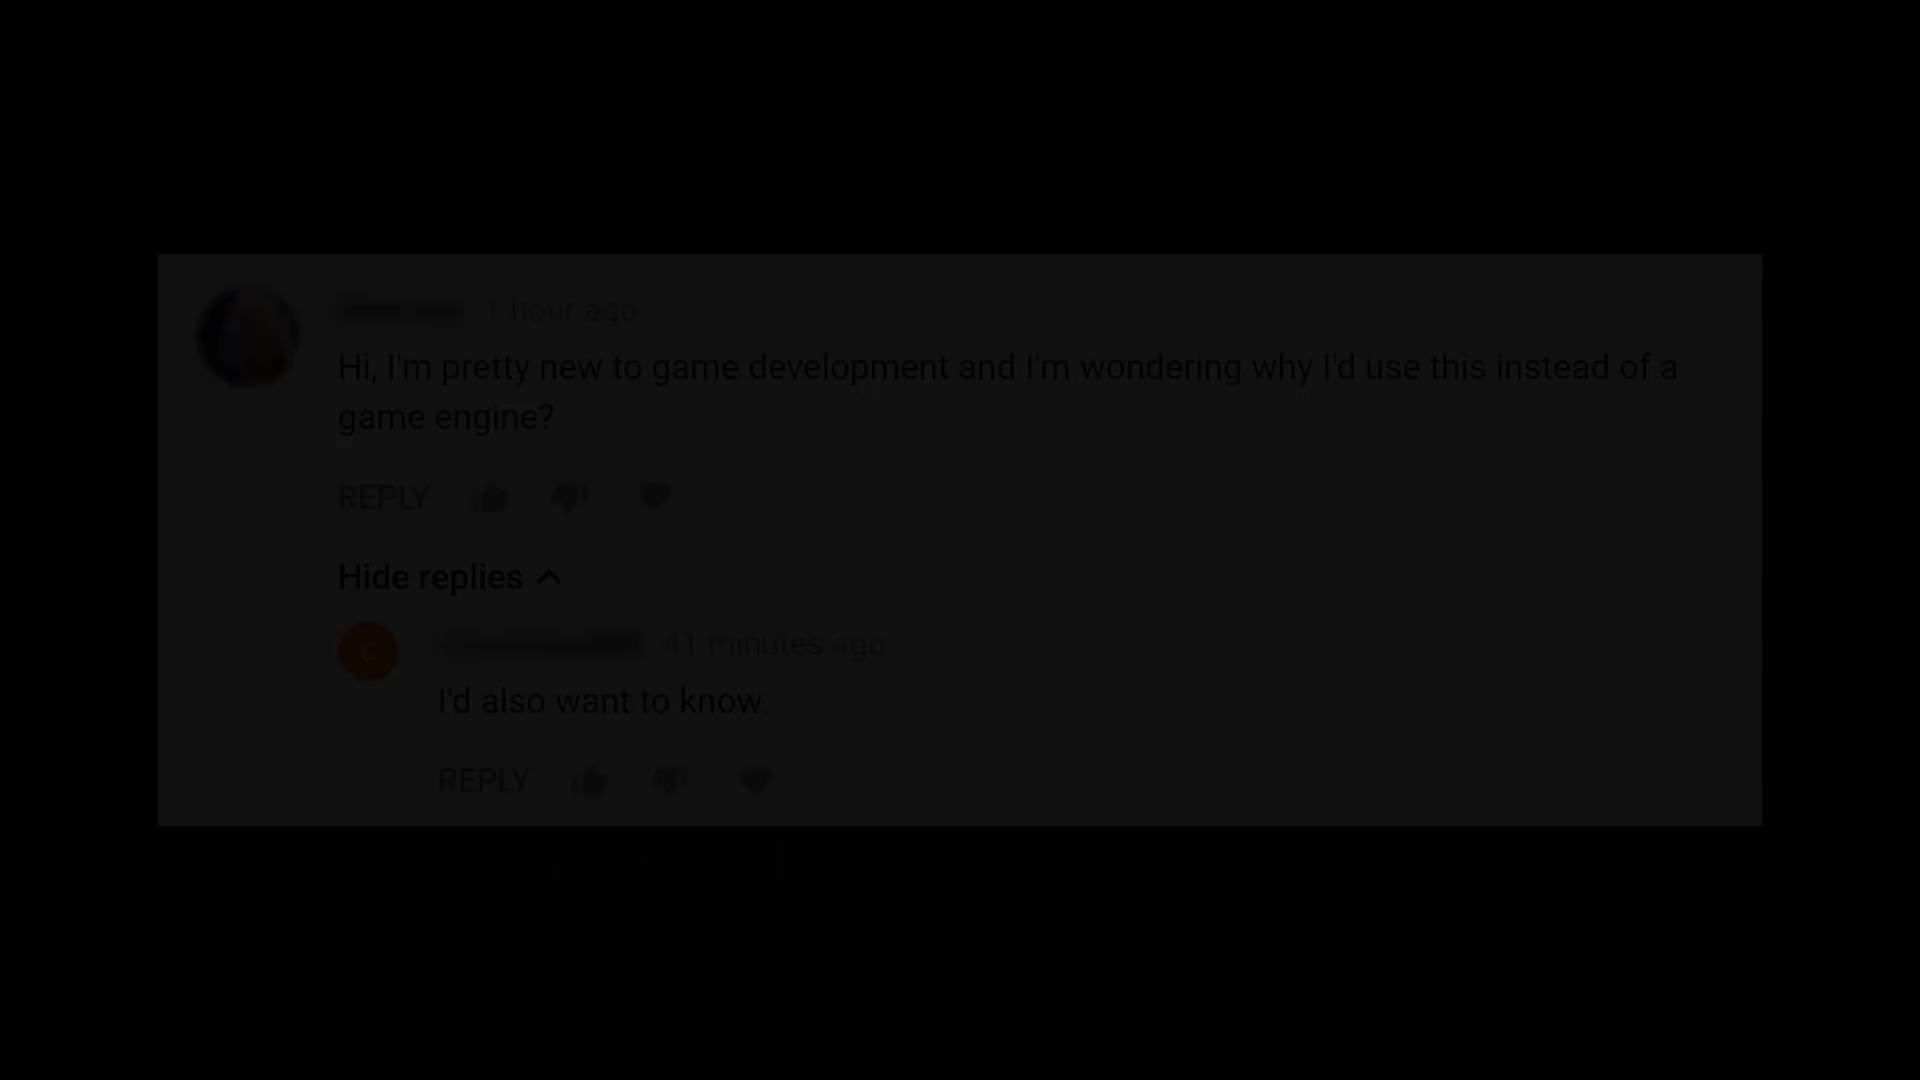 1 hour ago
Hi, I'm pretty new to game development and I'm wondering why I'd use this instead of a
game engine?
REPLY
Hide replies
C
41 minutes ago
I'd also want to know.
REPLY